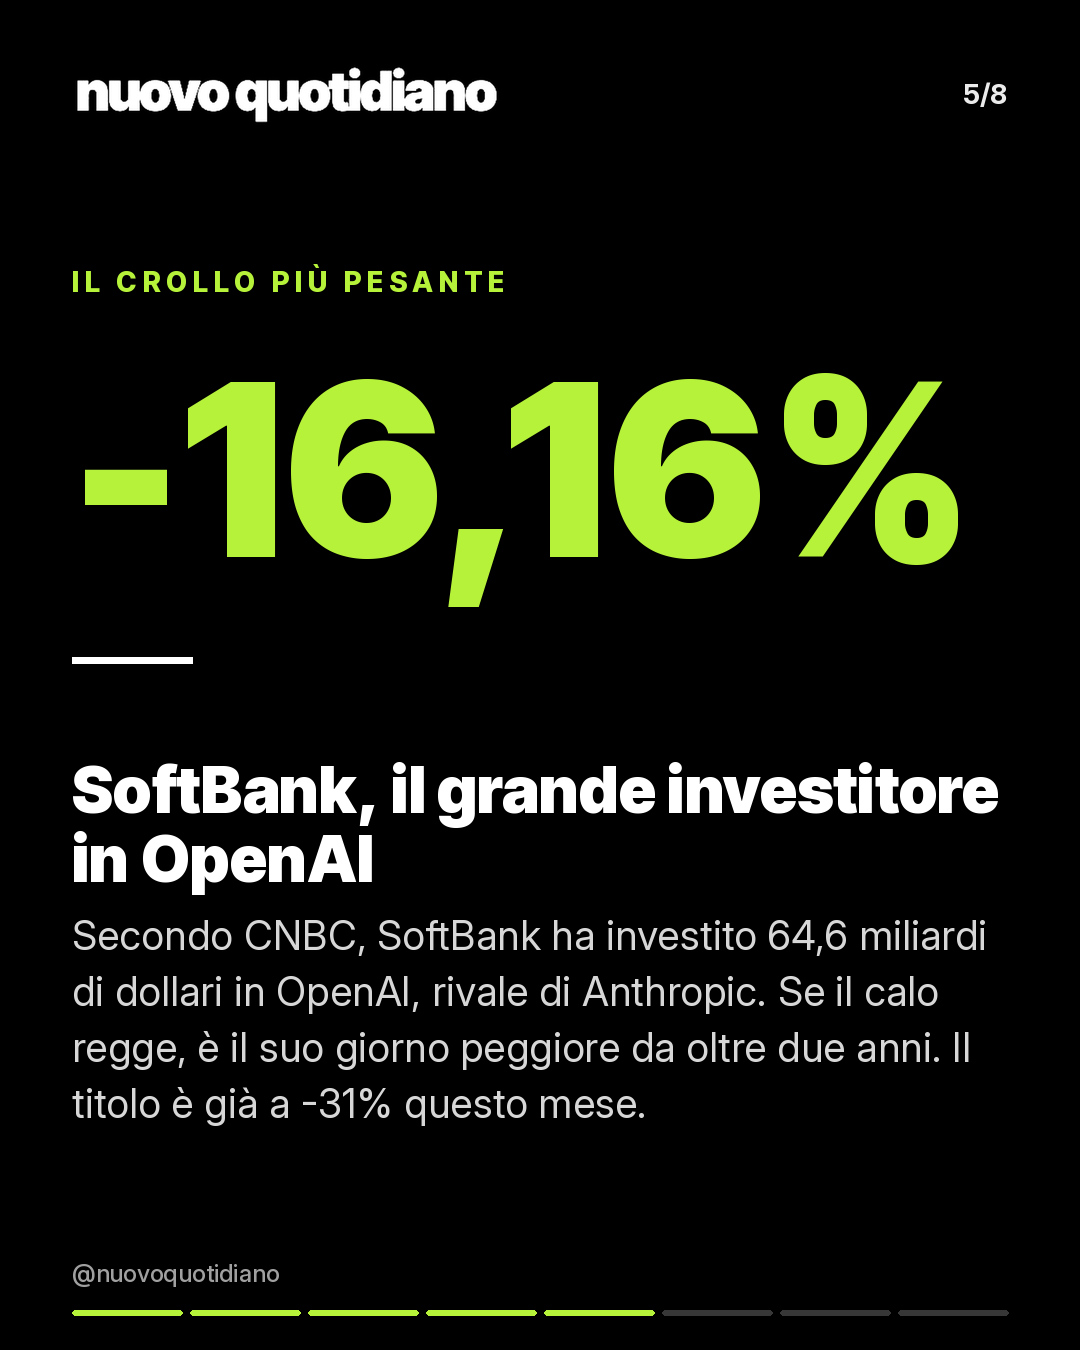 nuovo quotidiano
5/8
IL CROLLO PIÙ PESANTE
-16,16%
SoftBank, il grande investitore
in OpenAI
Secondo CNBC, SoftBank ha investito 64,6 miliardi
di dollari in OpenAI, rivale di Anthropic. Se il calo
regge, è il suo giorno peggiore da oltre due anni. Il
titolo è già a -31% questo mese.
@nuovoquotidiano